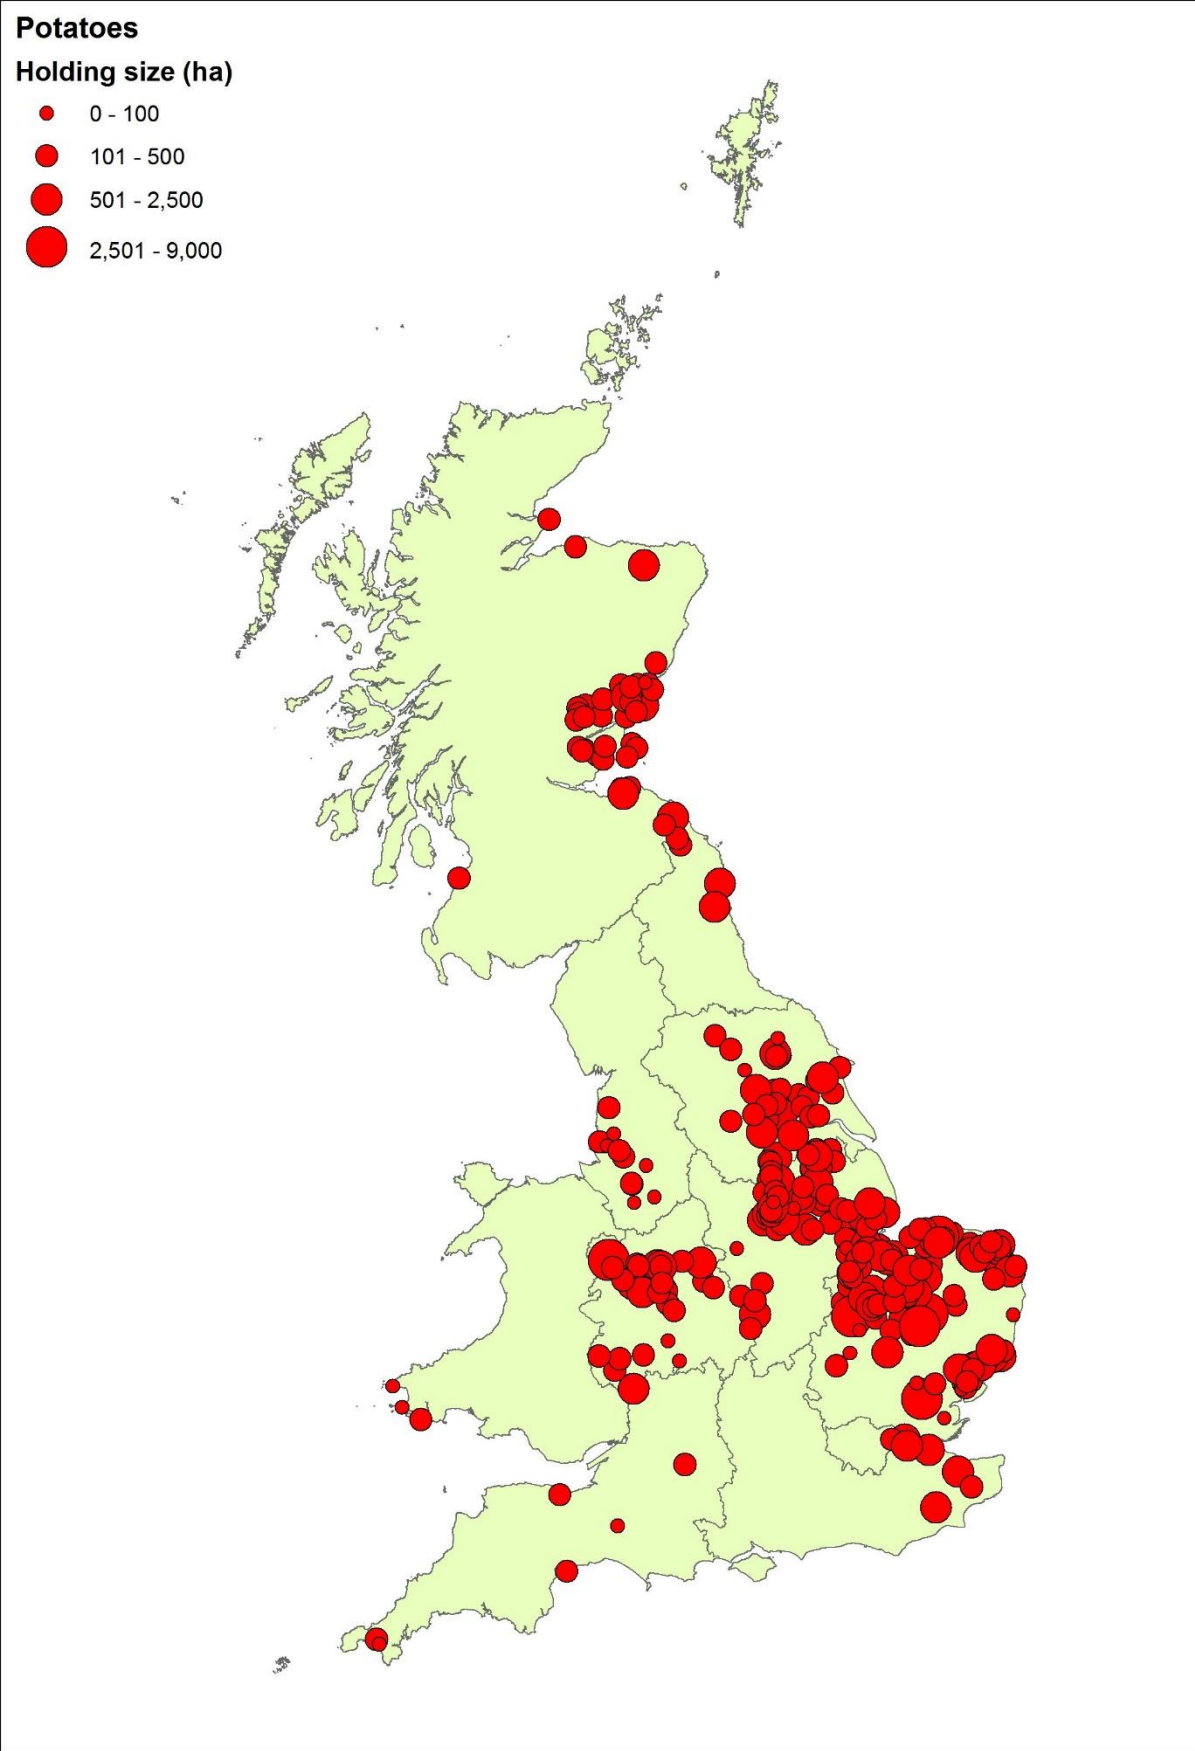 Potatoes
Holding size (ha)
0 - 100
101 - 500
501 - 2,500
2,501 - 9,000